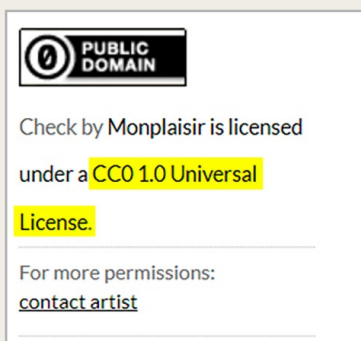 PUBLIC
DOMAIN
Check by Monplaisir is licensed
under a CC0 1.0 Universal
License.
For more permissions:
contact artist